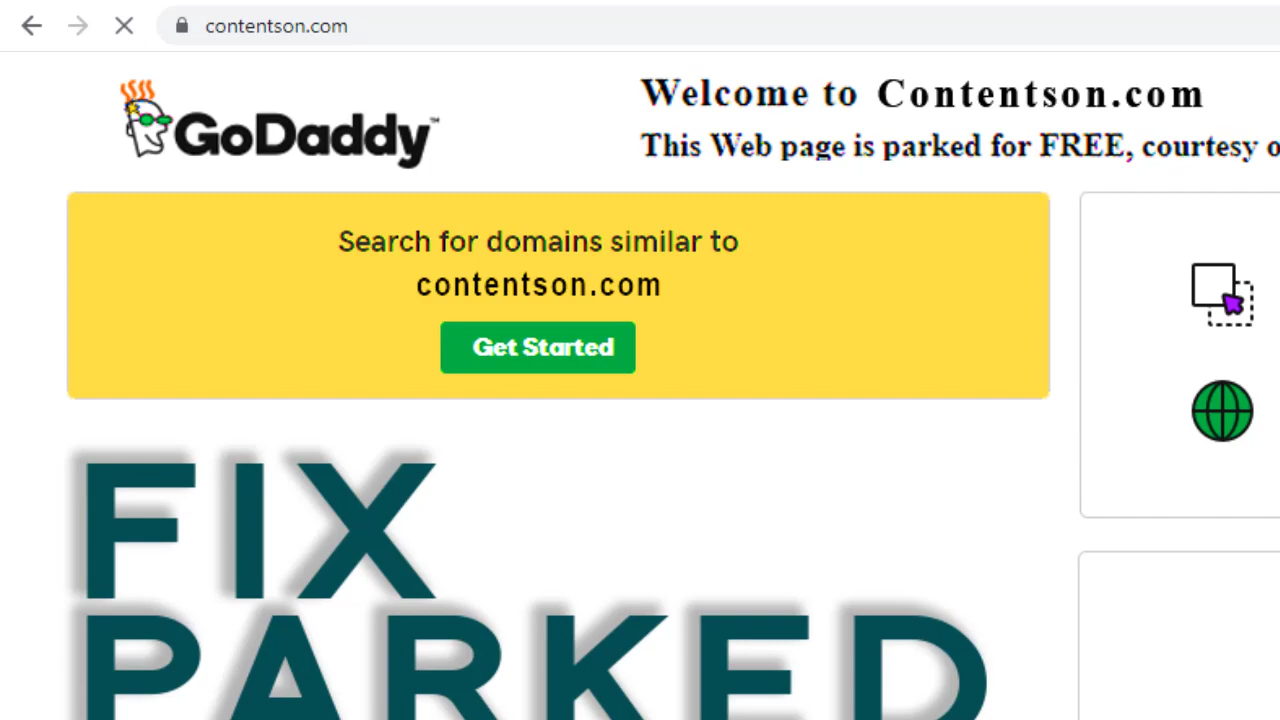 contentson.com
GoDaddy™
Welcome to Contentson.com
This Web page is parked for FREE, courtesy o
Search for domains similar to
contentson.com
Get Started
FIX
PARKED